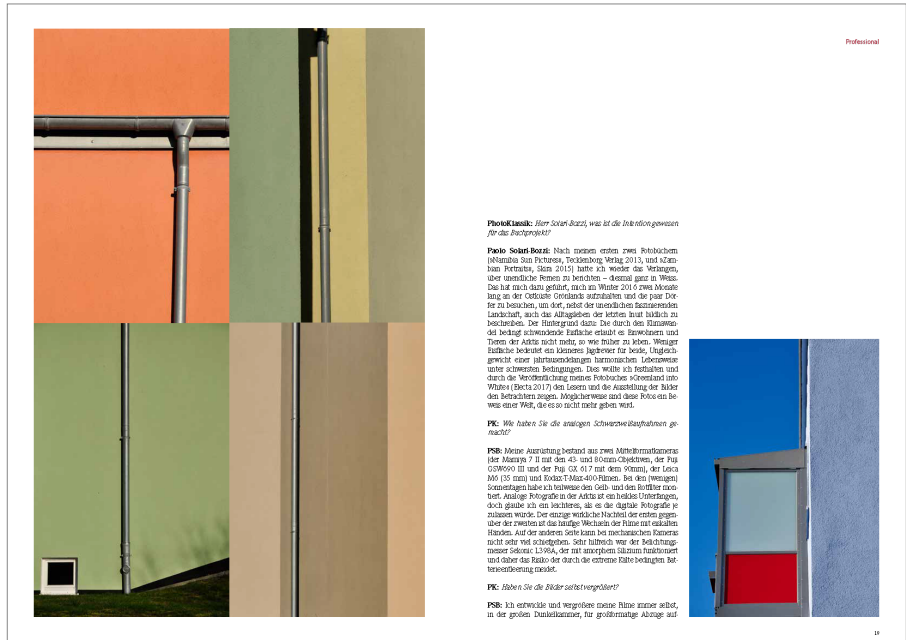 Professional
PhotoKlassik: Herr Solari-Bozzi, was ist die Intention gewesen
für das Buchprojekt?
Paolo Solari-Bozzi: Nach meinen ersten zwei Fotobüchern
(»Namibia Sun Pictures«, Tecklenborg Verlag 2013, und »Zam-
bian Portraits«, Skira 2015) hatte ich wieder das Verlangen,
über unendliche Fernen zu berichten – diesmal ganz in Weiss.
Das hat mich dazu geführt, mich im Winter 2016 zwei Monate
lang an der Ostküste Grönlands aufzuhalten und die paar Dör-
fer zu besuchen, um dort, nebst der unendlichen faszinierenden
Landschaft, auch das Alltagsleben der letzten Inuit bildlich zu
beschreiben. Der Hintergrund dazu: Die durch den Klimawan-
del bedingt schwindende Eisfläche erlaubt es Einwohnern und
Tieren der Arktis nicht mehr, so wie früher zu leben. Weniger
Eisfläche bedeutet ein kleineres Jagdrevier für beide, Ungleich-
gewicht einer jahrtausendelangen harmonischen Lebensweise
unter schwersten Bedingungen. Dies wollte ich festhalten und
durch die Veröffentlichung meines Fotobuches »Greenland into
White« (Electa 2017) den Lesern und die Ausstellung der Bilder
den Betrachtern zeigen. Möglicherweise sind diese Fotos ein Be-
weis einer Welt, die es so nicht mehr geben wird.
PK: Wie haben Sie die analogen Schwarzweißaufnahmen ge-
macht?
PSB: Meine Ausrüstung bestand aus zwei Mittelformatkameras
(der Mamiya 7 II mit den 43- und 80-mm-Objektiven, der Fuji
GSW690 III und der Fuji GX 617 mit dem 90mm), der Leica
M6 (35 mm) und Kodax-T-Max-400-Filmen. Bei den (wenigen)
Sonnentagen habe ich teilweise den Gelb- und den Rotfilter mon-
tiert. Analoge Fotografie in der Arktis ist ein heikles Unterfangen,
doch glaube ich ein leichteres, als es die digitale Fotografie je
zulassen würde. Der einzige wirkliche Nachteil der ersten gegen-
über der zweiten ist das häufige Wechseln der Filme mit eiskalten
Händen. Auf der anderen Seite kann bei mechanischen Kameras
nicht sehr viel schiefgehen. Sehr hilfreich war der Belichtungs-
messer Sekonic L398A, der mit amorphem Silizium funktioniert
und daher das Risiko der durch die extreme Kälte bedingten Bat-
terieentleerung meidet.
PK: Haben Sie die Bilder selbst vergrößert?
PSB: Ich entwickle und vergrößere meine Filme immer selbst,
in der großen Dunkelkammer, für großformatige Abzüge auf-
19